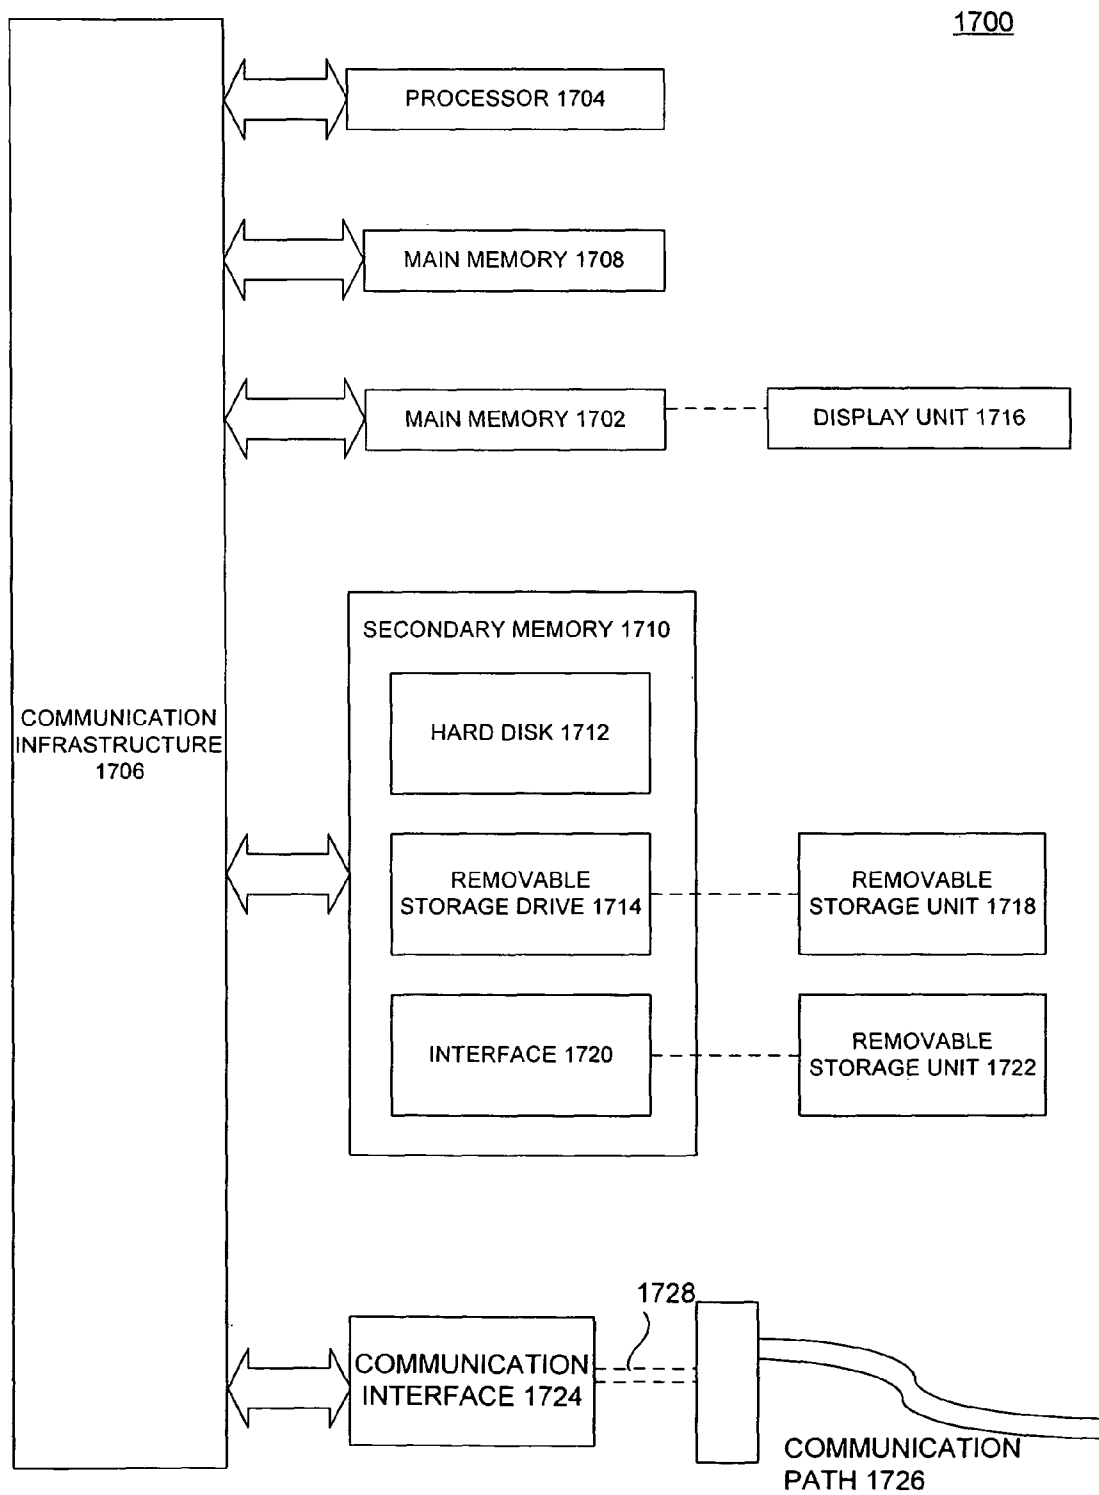 1700
PROCESSOR 1704
MAIN MEMORY 1708
MAIN MEMORY 1702
DISPLAY UNIT 1716
SECONDARY MEMORY 1710
HARD DISK 1712
COMMUNICATION
INFRASTRUCTURE
1706
REMOVABLE
STORAGE DRIVE 1714
REMOVABLE
STORAGE UNIT 1718
INTERFACE 1720
REMOVABLE
STORAGE UNIT 1722
1728
COMMUNICATION
INTERFACE 1724
COMMUNICATION
PATH 1726